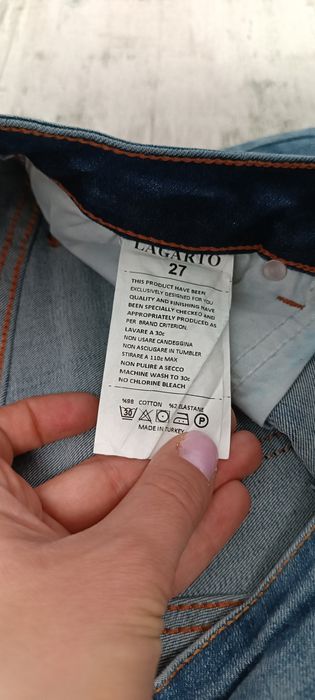 LAGARTO
27
THIS PRODUCT HAVE BEEN
EXCLUSIVELY DESIGNED FOR YOU
QUALITY AND FINISHING HAVE
BEEN SPECIALLY CHECKED AND
APPROPRIATELY PRODUCED AS
PER BRAND CRITERION.
LAVARE A 30c
NON USARE CANDEGGINA
NON ASCIUGARE IN TUMBLER
STIRARE A 110c MAX
NON PULIRE A SECCO
MACHINE WASH TO 30c
NO CHLORINE BLEACH
%98 COTTON %2 ELASTANE
30 P
MADE IN TURKEY